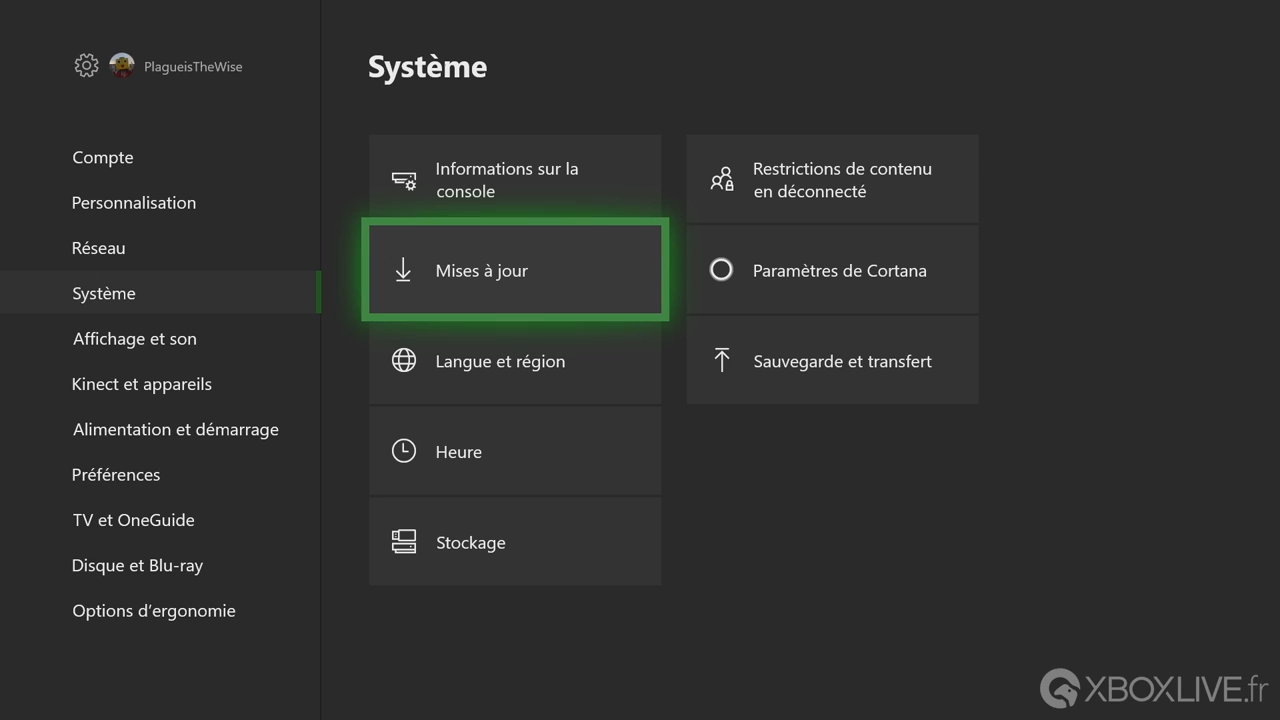 PlagueisTheWise
Compte
Personnalisation
Réseau
Système
Affichage et son
Kinect et appareils
Alimentation et démarrage
Préférences
TV et OneGuide
Disque et Blu-ray
Options d’ergonomie
Système
Informations sur la
console
Mises à jour
Langue et région
Heure
Stockage
Restrictions de contenu
en déconnecté
Paramètres de Cortana
Sauvegarde et transfert
XBOXLIVE.fr